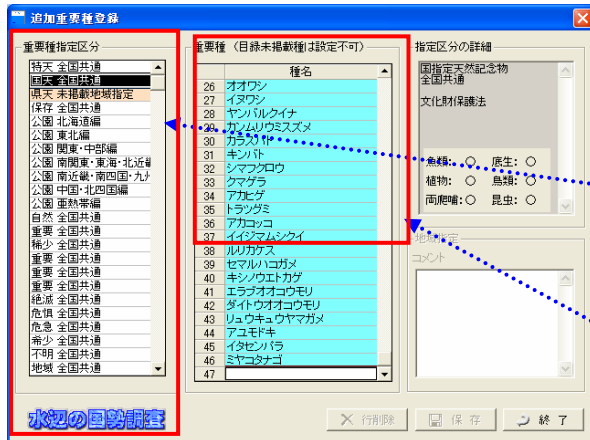 追加重要種登録
重要種指定区分
特天 全国共通
国天 全国共通
県天 未掲載地域指定
保存 全国共通
公園 北海道編
公園 東北編
公園 関東・中部編
公園 南関東・東海・北近畿
公園 南近畿・南四国・九州
公園 中国・北四国編
公園 亜熱帯編
自然 全国共通
重要 全国共通
稀少 全国共通
重要 全国共通
重要 全国共通
重要 全国共通
絶滅 全国共通
危惧 全国共通
危急 全国共通
希少 全国共通
不明 全国共通
地域 全国共通
水辺の国勢調査
重要種 （目録未掲載種は設定不可）
種名
26 オオワシ
27 イヌワシ
28 ヤンバルクイナ
29 カンムリウミスズメ
30 カラスバト
31 キンバト
32 シマフクロウ
33 クマゲラ
34 アカヒゲ
35 トラツグミ
36 アカコッコ
37 イイジマムシクイ
38 ルリカケス
39 セマルハコガメ
40 キシノウエトカゲ
41 エラブオオコウモリ
42 ダイトウオオコウモリ
43 リュウキュウヤマガメ
44 アユモドキ
45 イタセンパラ
46 ミヤコタナゴ
47
指定区分の詳細
国指定天然記念物
全国共通
文化財保護法
魚類: ○ 底生: ○
植物: ○ 鳥類: ○
両爬哺: ○ 昆虫: ○
地域指定
コメント
行削除
保 存
終 了